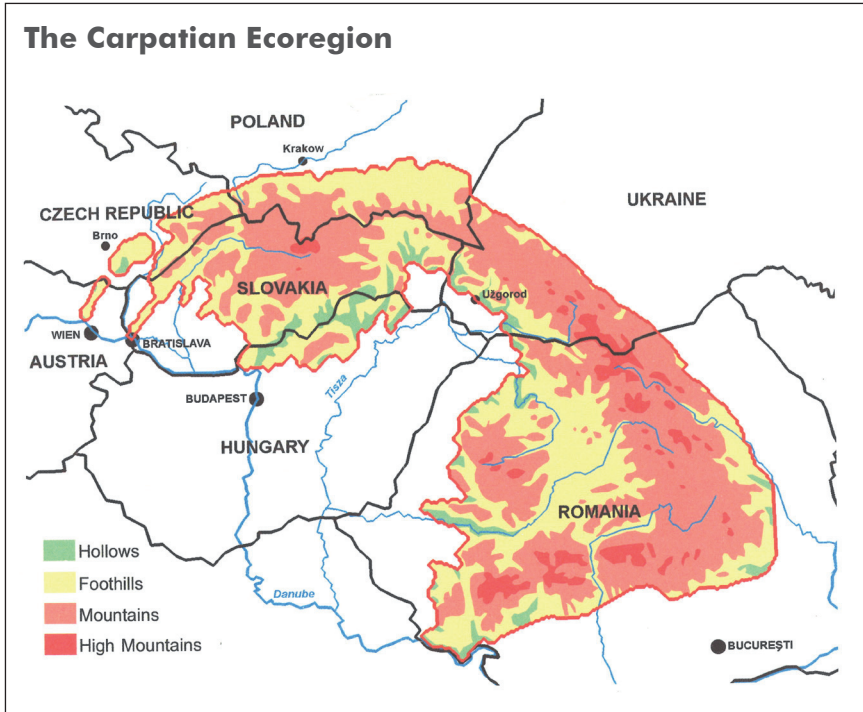 The Carpatian Ecoregion
POLAND
Krakow
UKRAINE
CZECH REPUBLIC
Brno
SLOVAKIA
Užgorod
WIEN
BRATISLAVA
AUSTRIA
BUDAPEST
Tisza
HUNGARY
ROMANIA
Hollows
Foothills
Mountains
High Mountains
Danube
BUCUREŞTI